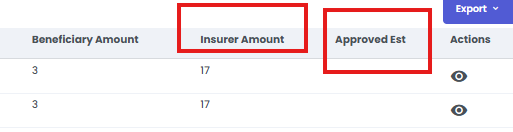 Export
Beneficiary Amount Insurer Amount Approved Est Actions
3 17
3 17